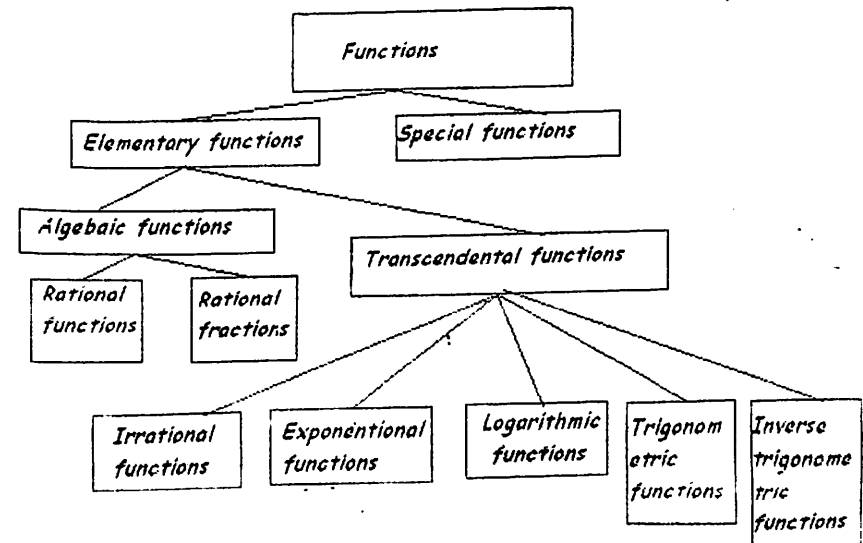 Functions
Elementary functions
Special functions
Algebaic functions
Transcendental functions
Rational
functions
Rational
fractions
Irrational
functions
Exponentional
functions
Logarithmic
functions
Trigonom
etric
functions
Inverse
trigonome
tric
functions